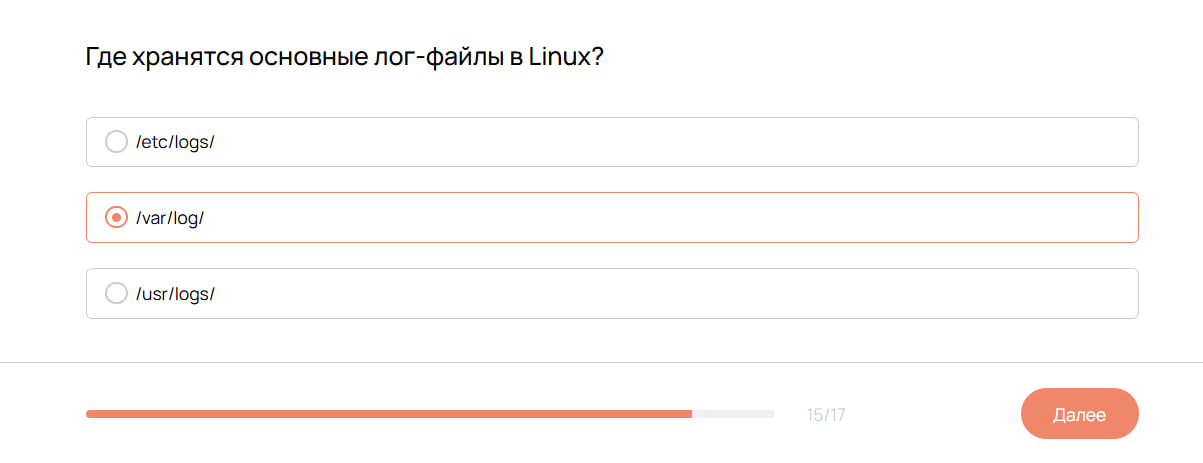 Где хранятся основные лог-файлы в Linux?
/etc/logs/
/var/log/
/usr/logs/
15/17
Далее